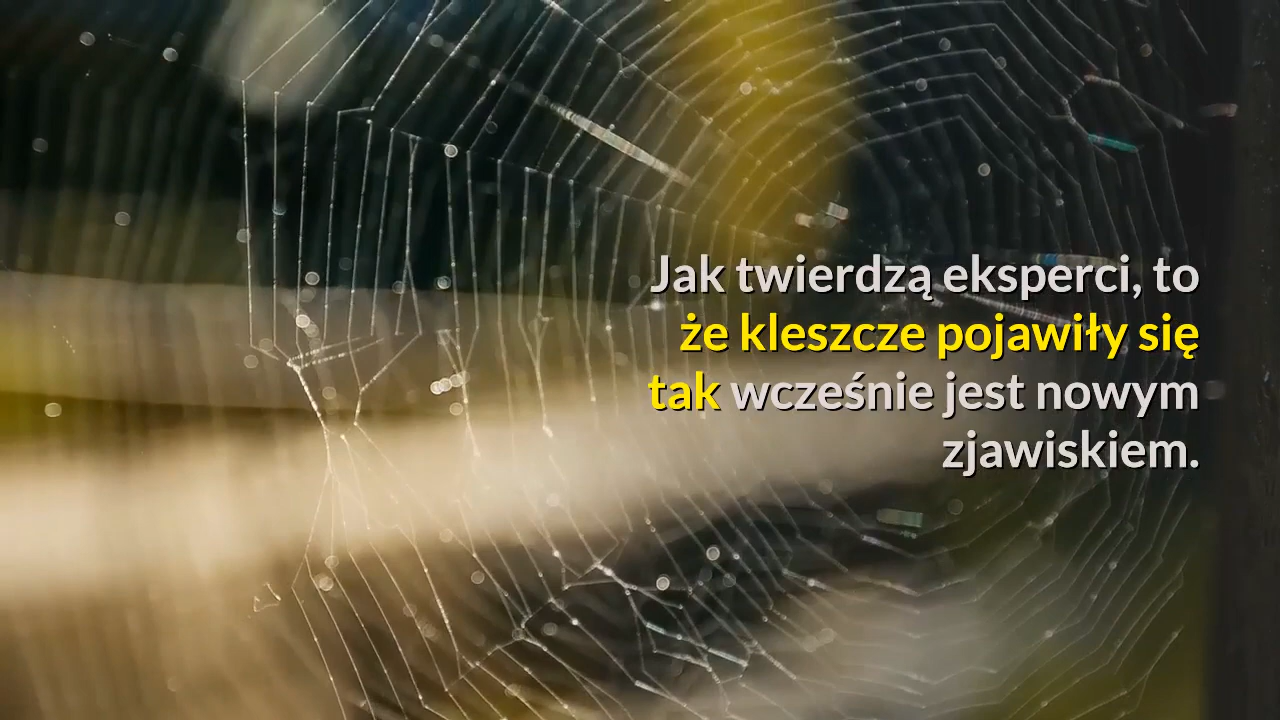 Jak twierdzą eksperci, to
że kleszcze pojawiły się
tak wcześnie jest nowym
zjawiskiem.